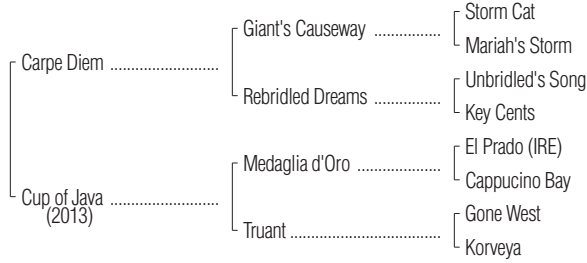 Storm Cat
Giant's Causeway ..................
Mariah's Storm
Carpe Diem .............................
Unbridled's Song
Rebridled Dreams ..................
Key Cents
El Prado (IRE)
Medaglia d'Oro ......................
Cappucino Bay
Cup of Java .............................
(2013)
Gone West
Truant ........................................
Korveya